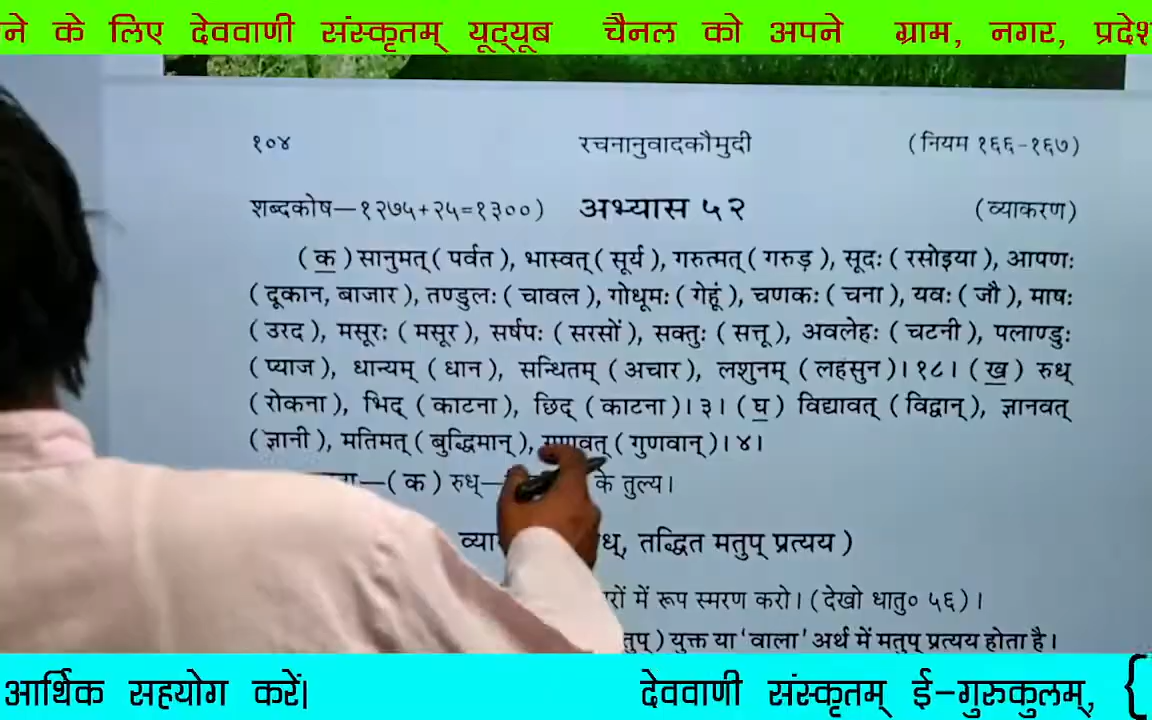 ने के लिए देववाणी संस्कृतम् यूट्यूब चैनल को अपने ग्राम, नगर, प्रदेश
१०४ रचनानुवादकौमुदी (नियम १६६-१६७)
शब्दकोष—१२७५+२५=१३००) अभ्यास ५२ (व्याकरण)
(क) सानुमत् (पर्वत), भास्वत् (सूर्य), गरुत्मत् (गरुड़), सूदः (रसोइया), आपणः
(दूकान, बाजार), तण्डुलः (चावल), गोधूमः (गेहूं), चणकः (चना), यवः (जौ), माषः
(उरद), मसूरः (मसूर), सर्षपः (सरसों), सक्तुः (सत्तू), अवलेहः (चटनी), पलाण्डुः
(प्याज), धान्यम् (धान), सन्धितम् (अचार), लशुनम् (लहसुन)। १८। (ख) रुध्
(रोकना), भिद् (काटना), छिद् (काटना)। ३। (घ) विद्यावत् (विद्वान्), ज्ञानवत्
(ज्ञानी), मतिमत् (बुद्धिमान्), गुणवत् (गुणवान्)। ४।
—(क) रुध्— के तुल्य।
तद्धित मतुप् प्रत्यय)
में रूप स्मरण करो। (देखो धातु० ५६)।
युक्त या 'वाला' अर्थ में मतुप् प्रत्यय होता है।
आर्थिक सहयोग करें। देववाणी संस्कृतम् ई-गुरुकुलम्, {